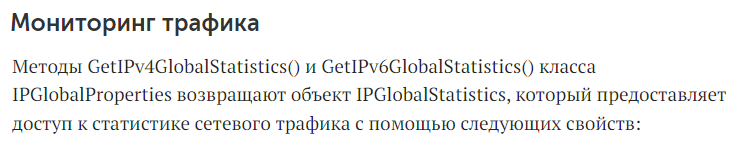 Мониторинг трафика
Методы GetIPv4GlobalStatistics() и GetIPv6GlobalStatistics() класса
IPGlobalProperties возвращают объект IPGlobalStatistics, который предоставляет
доступ к статистике сетевого трафика с помощью следующих свойств: